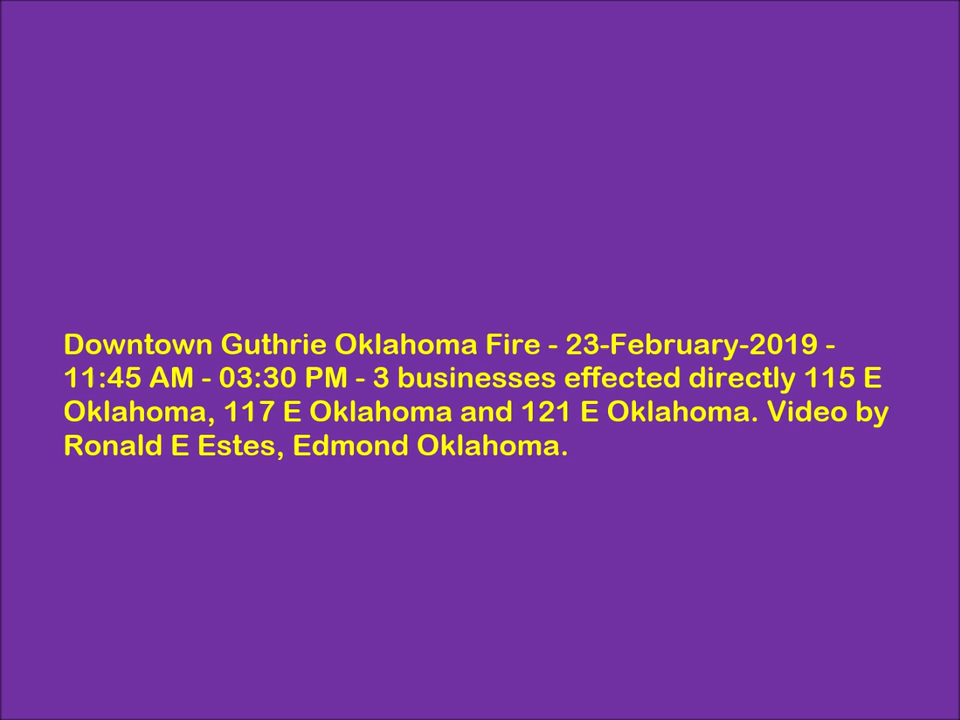 Downtown Guthrie Oklahoma Fire - 23-February-2019 -
11:45 AM - 03:30 PM - 3 businesses effected directly 115 E
Oklahoma, 117 E Oklahoma and 121 E Oklahoma. Video by
Ronald E Estes, Edmond Oklahoma.